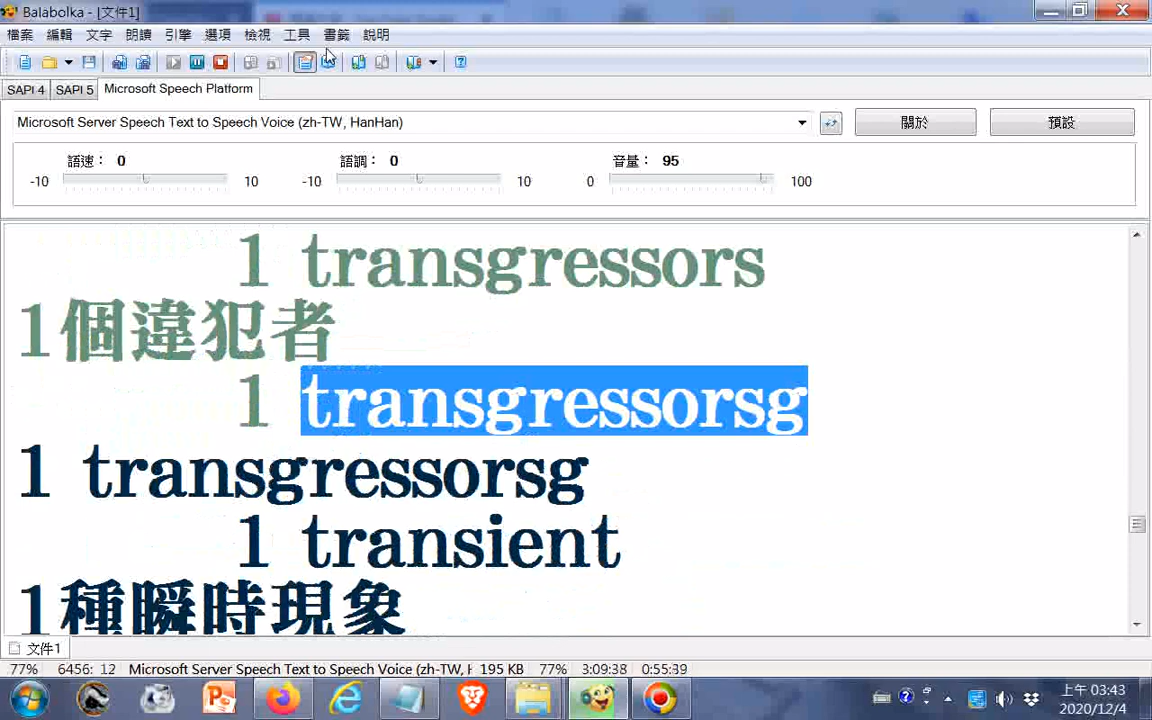 Balabolka - [文件1]
檔案 編輯 文字 朗讀 引擎 選項 檢視 工具 書籤 說明
SAPI 4 SAPI 5 Microsoft Speech Platform
Microsoft Server Speech Text to Speech Voice (zh-TW, HanHan) 關於 預設
語速： 0 語調： 0 音量： 95
-10 10 -10 10 0 100
1 transgressors
1個違犯者
1 transgressorsg
1 transgressorsg
1 transient
1種瞬時現象
文件1
77% 6456: 12 Microsoft Server Speech Text to Speech Voice (zh-TW, H 195 KB 77% 3:09:38 0:55:39
上午 03:43
2020/12/4